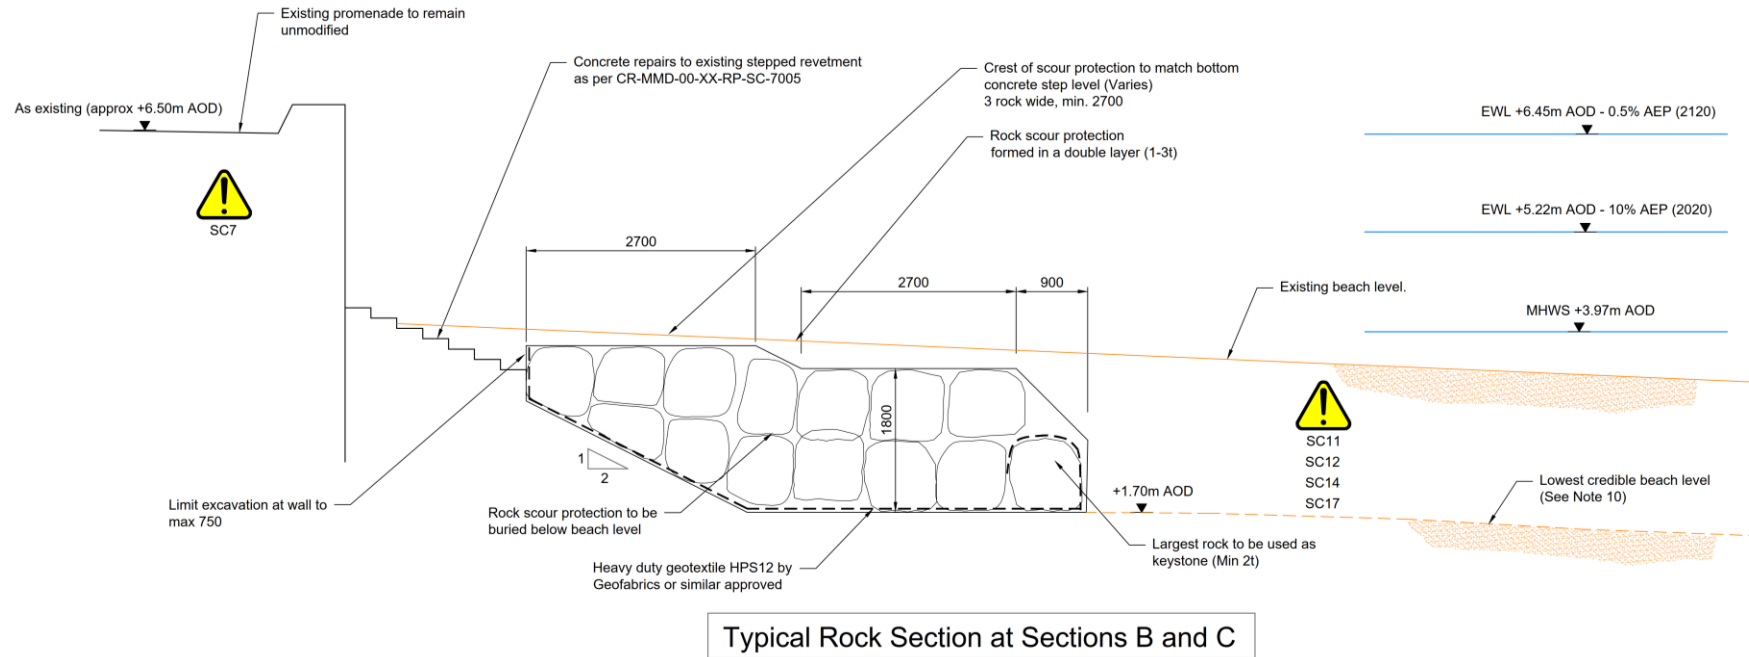 Existing promenade to remain
unmodified
Concrete repairs to existing stepped revetment
as per CR-MMD-00-XX-RP-SC-7005
Crest of scour protection to match bottom
concrete step level (Varies)
3 rock wide, min. 2700
As existing (approx +6.50m AOD)
EWL +6.45m AOD - 0.5% AEP (2120)
Rock scour protection
formed in a double layer (1-3t)
SC7
EWL +5.22m AOD - 10% AEP (2020)
2700
2700
900
Existing beach level.
MHWS +3.97m AOD
1800
SC11
SC12
SC14
SC17
1
2
+1.70m AOD
Lowest credible beach level
(See Note 10)
Limit excavation at wall to
max 750
Rock scour protection to be
buried below beach level
Largest rock to be used as
keystone (Min 2t)
Heavy duty geotextile HPS12 by
Geofabrics or similar approved
Typical Rock Section at Sections B and C